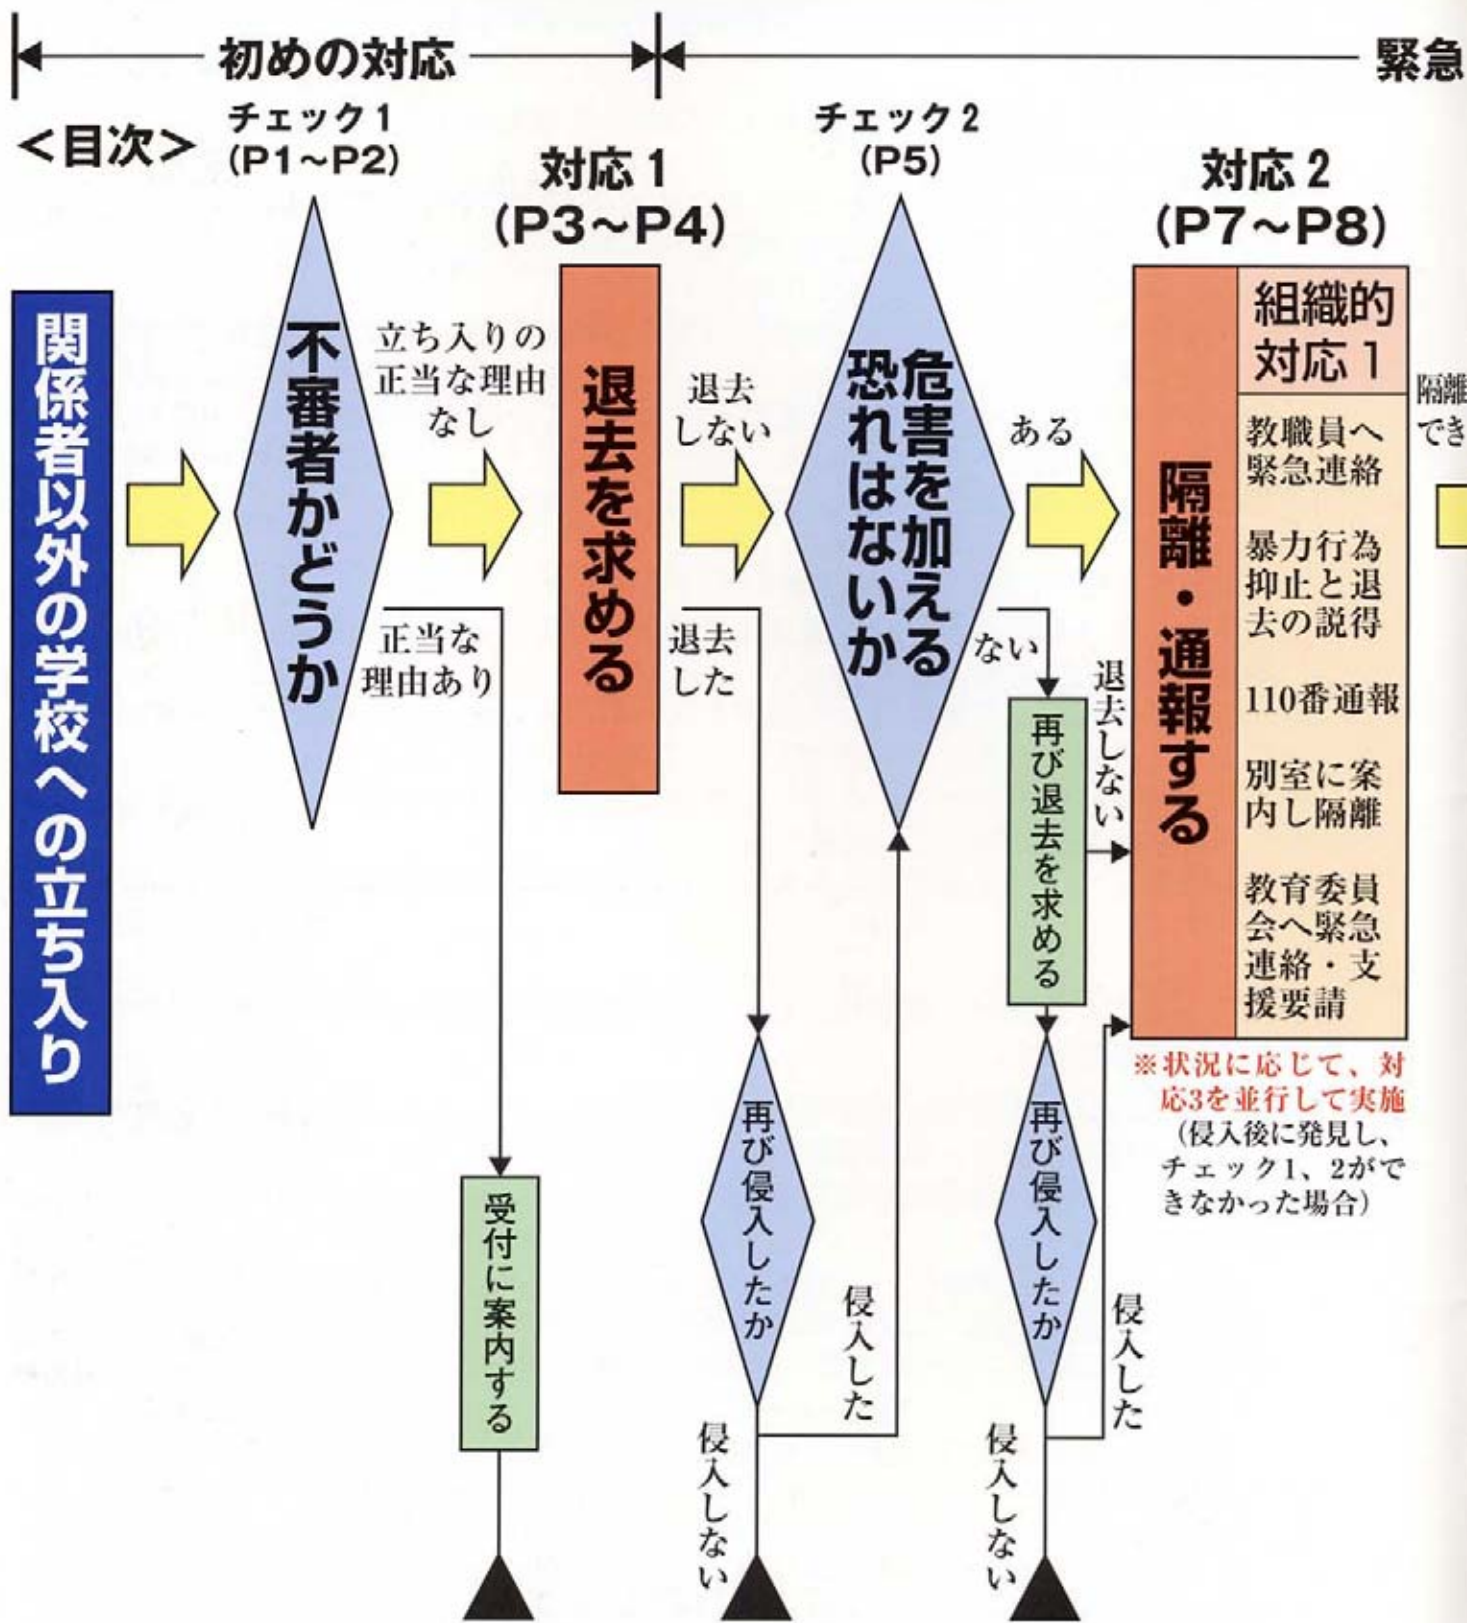 初めの対応
緊急
<目次>
チェック1
(P1〜P2)
対応1
(P3〜P4)
チェック2
(P5)
対応2
(P7〜P8)
関係者以外の学校への立ち入り
不審者かどうか
立ち入りの
正当な理由
なし
正当な
理由あり
受付に案内する
退去を求める
退去
しない
退去
した
再び侵入したか
侵入した
侵入しない
危害を加える
恐れはないか
ある
ない
再び退去を求める
退去しない
再び侵入したか
侵入した
侵入しない
隔離・通報する
組織的
対応1
教職員へ
緊急連絡
暴力行為
抑止と退
去の説得
110番通報
別室に案
内し隔離
教育委員
会へ緊急
連絡・支
援要請
※状況に応じて、対
応3を並行して実施
(侵入後に発見し、
チェック1、2がで
きなかった場合)
隔離
でき